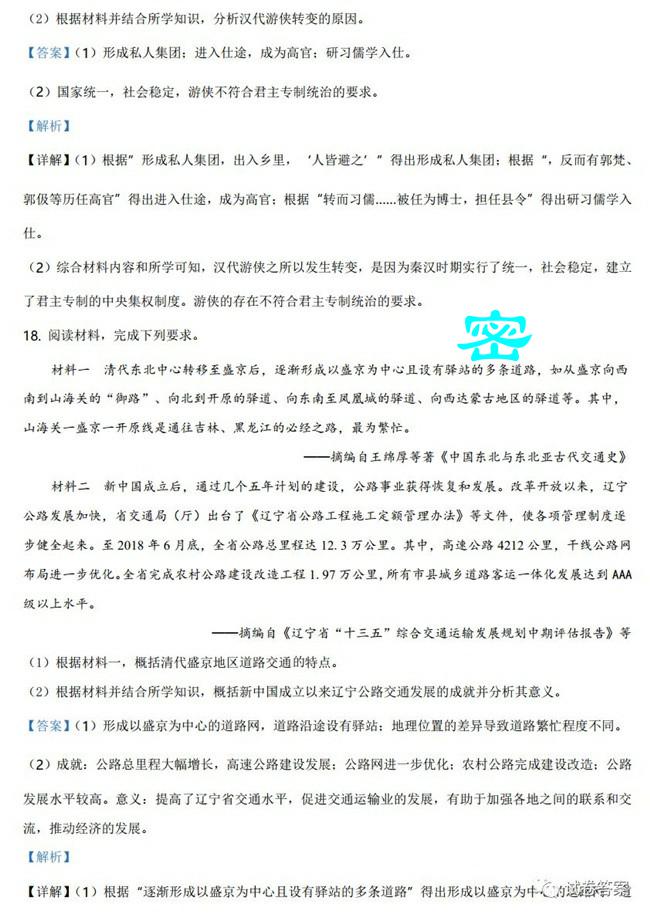 （2）根据材料并结合所学知识，分析汉代游侠转变的原因。
【答案】（1）形成私人集团；进入仕途，成为高官；研习儒学入仕。
（2）国家统一，社会稳定，游侠不符合君主专制统治的要求。
【解析】
【详解】（1）根据”形成私人集团，出入乡里，‘人皆避之’”得出形成私人集团；根据“，反而有郭梵、
郭伋等历任高官”得出进入仕途，成为高官；根据“转而习儒……被任为博士，担任县令”得出研习儒学入
仕。
（2）综合材料内容和所学可知，汉代游侠之所以发生转变，是因为秦汉时期实行了统一，社会稳定，建立
了君主专制的中央集权制度。游侠的存在不符合君主专制统治的要求。
密
18. 阅读材料，完成下列要求。
材料一 清代东北中心转移至盛京后，逐渐形成以盛京为中心且设有驿站的多条道路，如从盛京向西
南到山海关的“御路”、向北到开原的驿道、向东南至凤凰城的驿道、向西达蒙古地区的驿道等。其中，
山海关一盛京一开原线是通往吉林、黑龙江的必经之路，最为繁忙。
——摘编自王绵厚等著《中国东北与东北亚古代交通史》
材料二 新中国成立后，通过几个五年计划的建设，公路事业获得恢复和发展。改革开放以来，辽宁
公路发展加快，省交通局（厅）出台了《辽宁省公路工程施工定额管理办法》等文件，使各项管理制度逐
步健全起来。至 2018 年 6 月底，全省公路总里程达 12.3 万公里。其中，高速公路 4212 公里，干线公路网
布局进一步优化。全省完成农村公路建设改造工程 1.97 万公里，所有市县城乡道路客运一体化发展达到 AAA
级以上水平。
——摘编自《辽宁省“十三五”综合交通运输发展规划中期评估报告》等
（1）根据材料一，概括清代盛京地区道路交通的特点。
（2）根据材料并结合所学知识，概括新中国成立以来辽宁公路交通发展的成就并分析其意义。
【答案】（1）形成以盛京为中心的道路网，道路沿途设有驿站；地理位置的差异导致道路繁忙程度不同。
（2）成就：公路总里程大幅增长，高速公路建设发展；公路网进一步优化；农村公路完成建设改造；公路
发展水平较高。意义：提高了辽宁省交通水平，促进交通运输业的发展，有助于加强各地之间的联系和交
流，推动经济的发展。
【解析】
【详解】（1）根据“逐渐形成以盛京为中心且设有驿站的多条道路”得出形成以盛京为中心的道路网，道
试卷答案